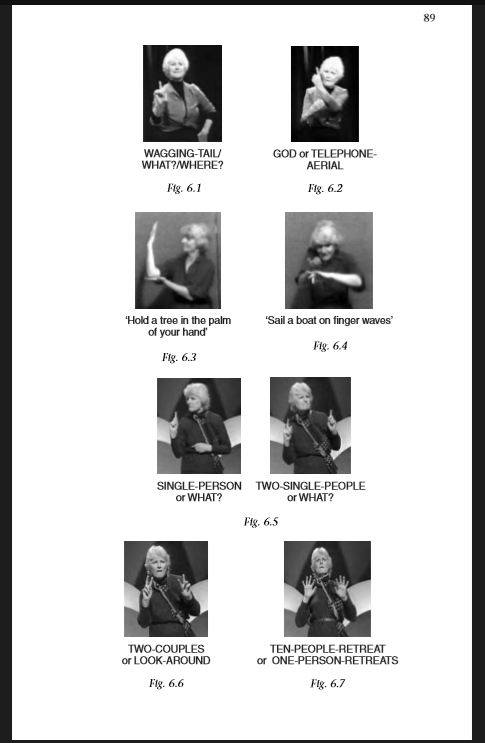 89
WAGGING-TAIL/
WHAT?/WHERE?
GOD or TELEPHONE-
AERIAL
Fig. 6.1
Fig. 6.2
'Hold a tree in the palm
of your hand'
'Sail a boat on finger waves'
Fig. 6.3
Fig. 6.4
SINGLE-PERSON
or WHAT?
TWO-SINGLE-PEOPLE
or WHAT?
Fig. 6.5
TWO-COUPLES
or LOOK-AROUND
TEN-PEOPLE-RETREAT
or ONE-PERSON-RETREATS
Fig. 6.6
Fig. 6.7